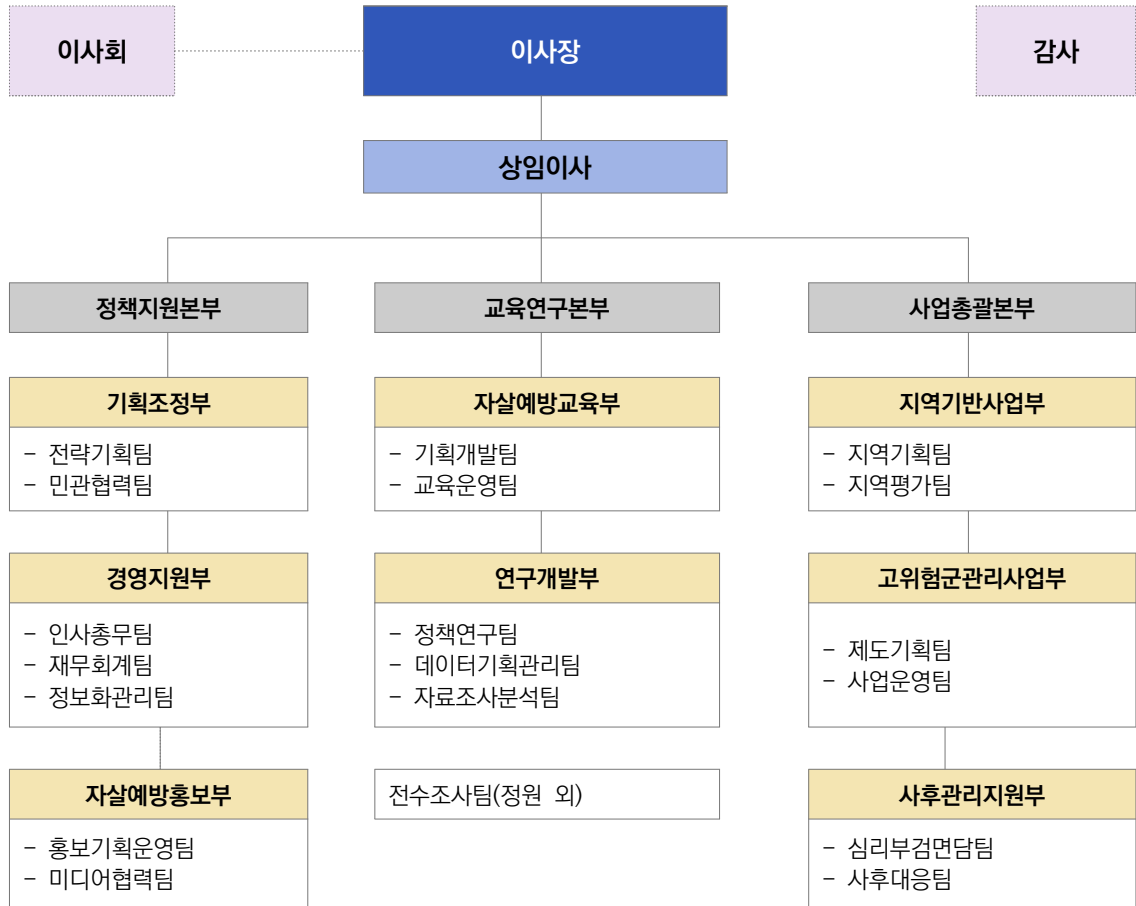 이사회
이사장
감사
상임이사
정책지원본부
교육연구본부
사업총괄본부
기획조정부
- 전략기획팀
- 민관협력팀
자살예방교육부
- 기획개발팀
- 교육운영팀
지역기반사업부
- 지역기획팀
- 지역평가팀
경영지원부
- 인사총무팀
- 재무회계팀
- 정보화관리팀
연구개발부
- 정책연구팀
- 데이터기획관리팀
- 자료조사분석팀
고위험군관리사업부
- 제도기획팀
- 사업운영팀
자살예방홍보부
- 홍보기획운영팀
- 미디어협력팀
전수조사팀(정원 외)
사후관리지원부
- 심리부검면담팀
- 사후대응팀